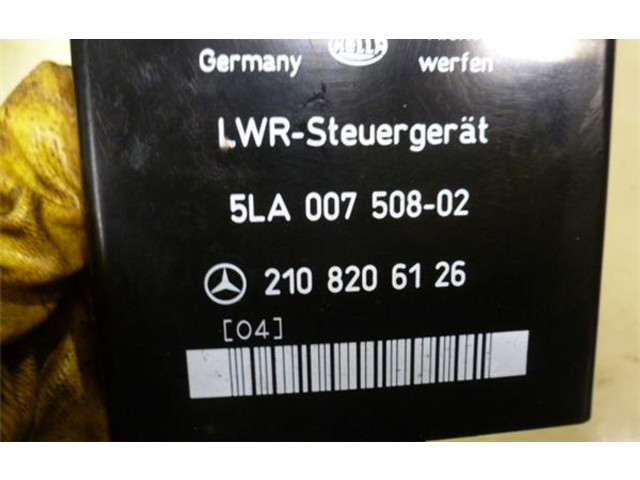 HELLA
Germany werfen
LWR-Steuergerät
5LA 007 508-02
210 820 61 26
[04]